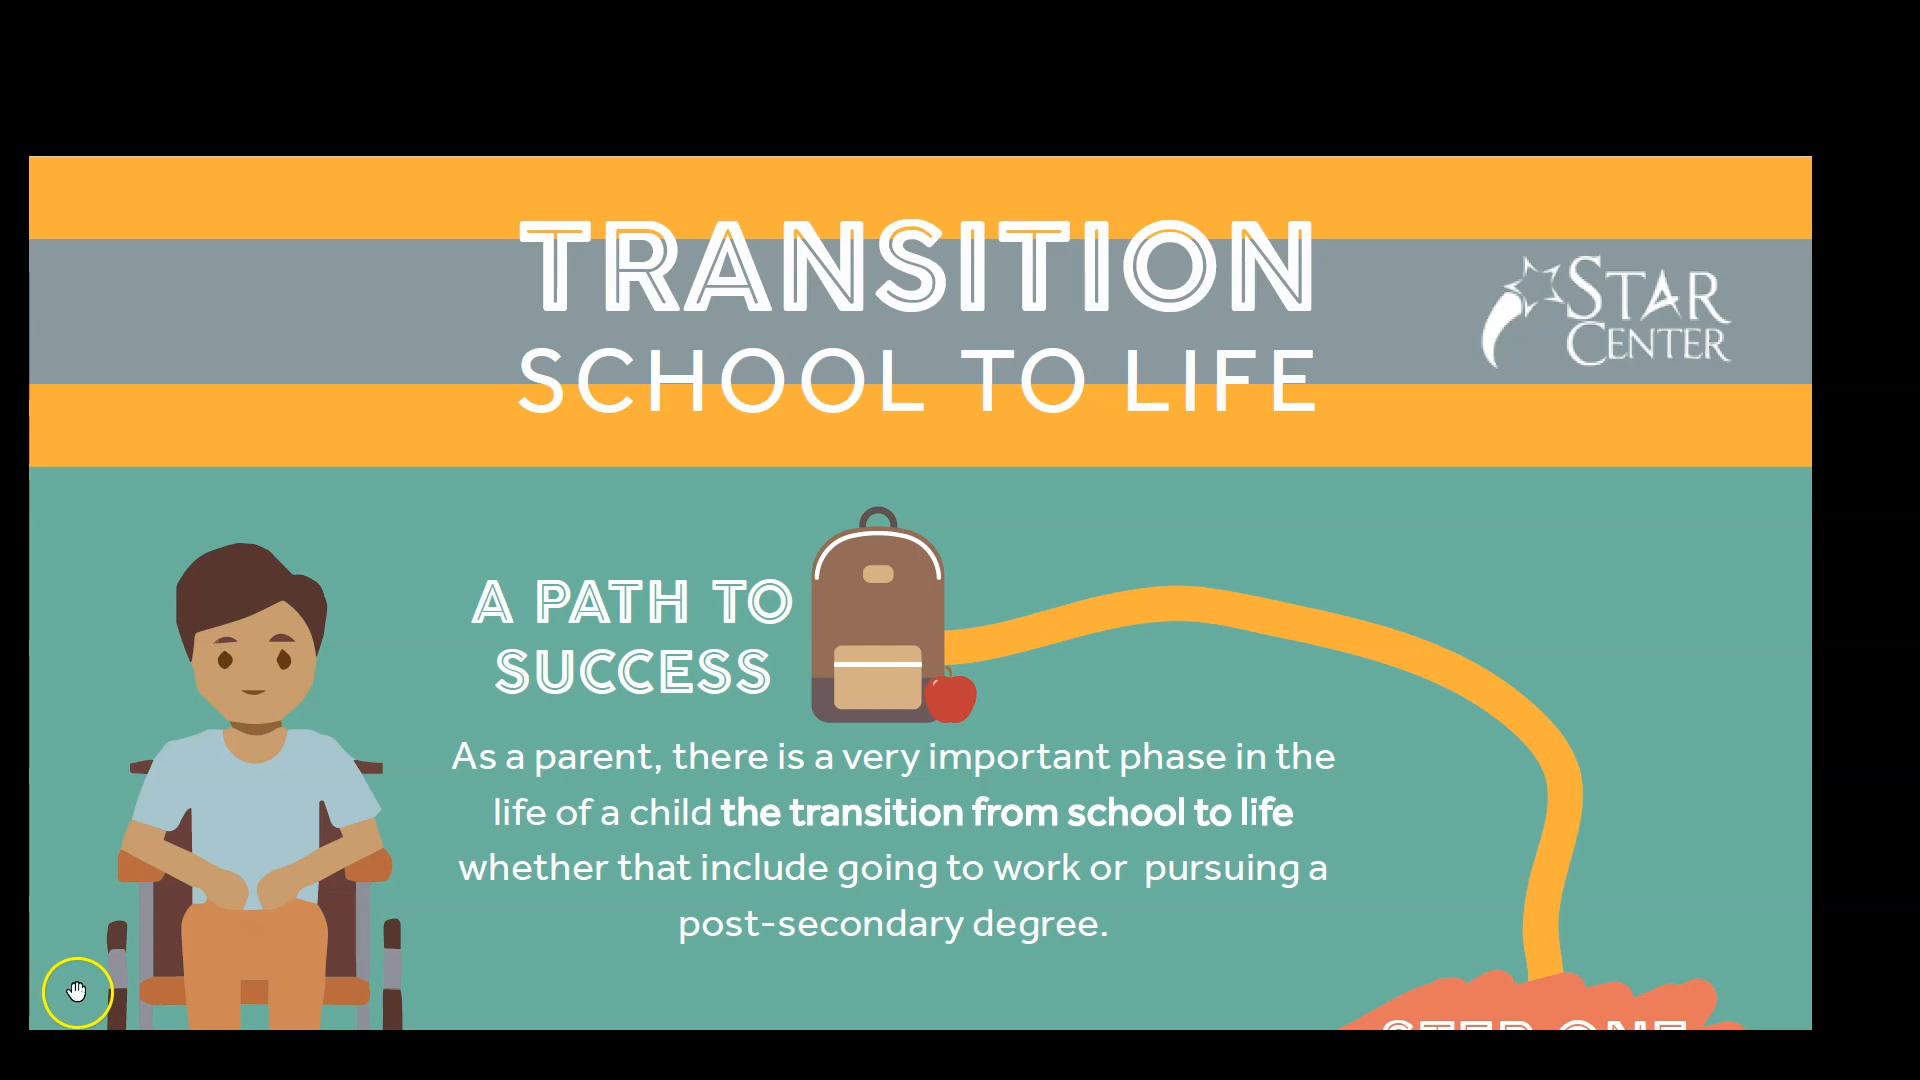 TRANSITION
SCHOOL TO LIFE
STAR
CENTER
A PATH TO
SUCCESS
As a parent, there is a very important phase in the
life of a child the transition from school to life
whether that include going to work or pursuing a
post-secondary degree.
STEP ONE